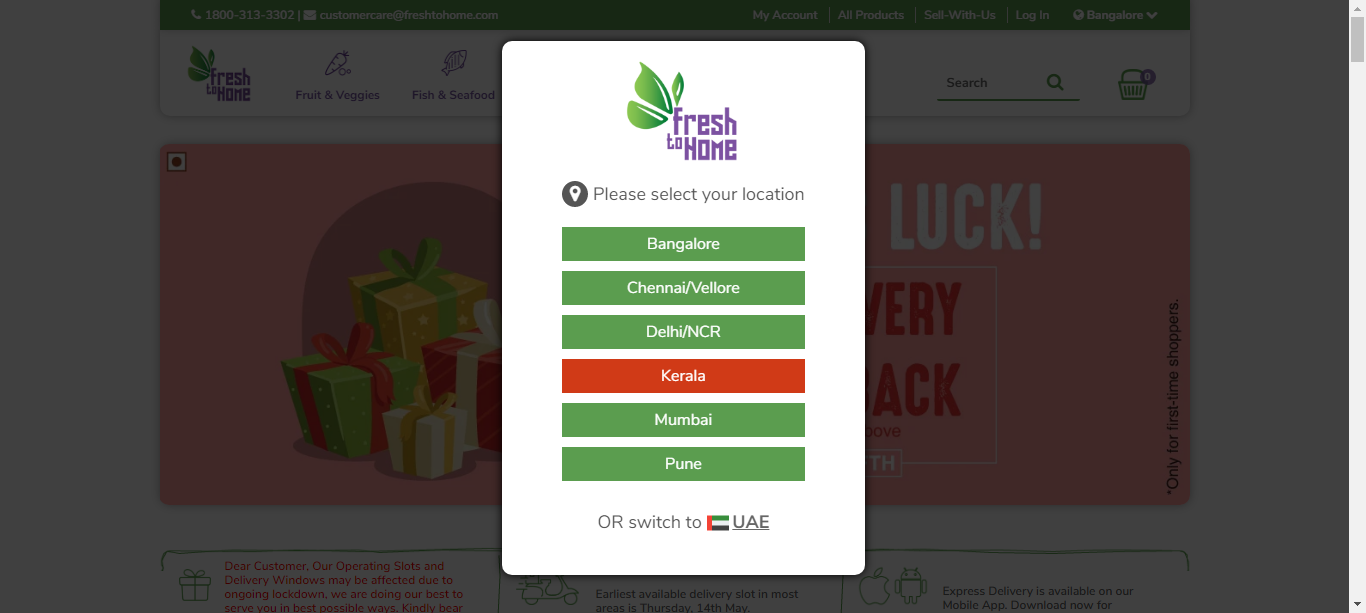 1800-313-3302 | customercare@freshtohome.com
My Account
All Products
Sell-With-Us
Log In
Bangalore
fresh
to HOME
Fruit & Veggies
Fish & Seafood
Search
0
fresh
to HOME
Please select your location
Bangalore
Chennai/Vellore
Delhi/NCR
Kerala
Mumbai
Pune
OR switch to UAE
LUCK!
VERY
BACK
*Only for first-time shoppers.
Dear Customer, Our Operating Slots and
Delivery Windows may be affected due to
ongoing lockdown, we are doing our best to
serve you in best possible ways. Kindly bear
Earliest available delivery slot in most
areas is Thursday, 14th May.
Express Delivery is available on our
Mobile App. Download now for